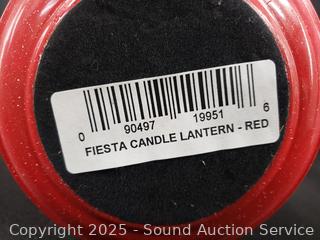 0 90497 19951 6
FIESTA CANDLE LANTERN - RED
Copyright 2025 - Sound Auction Service